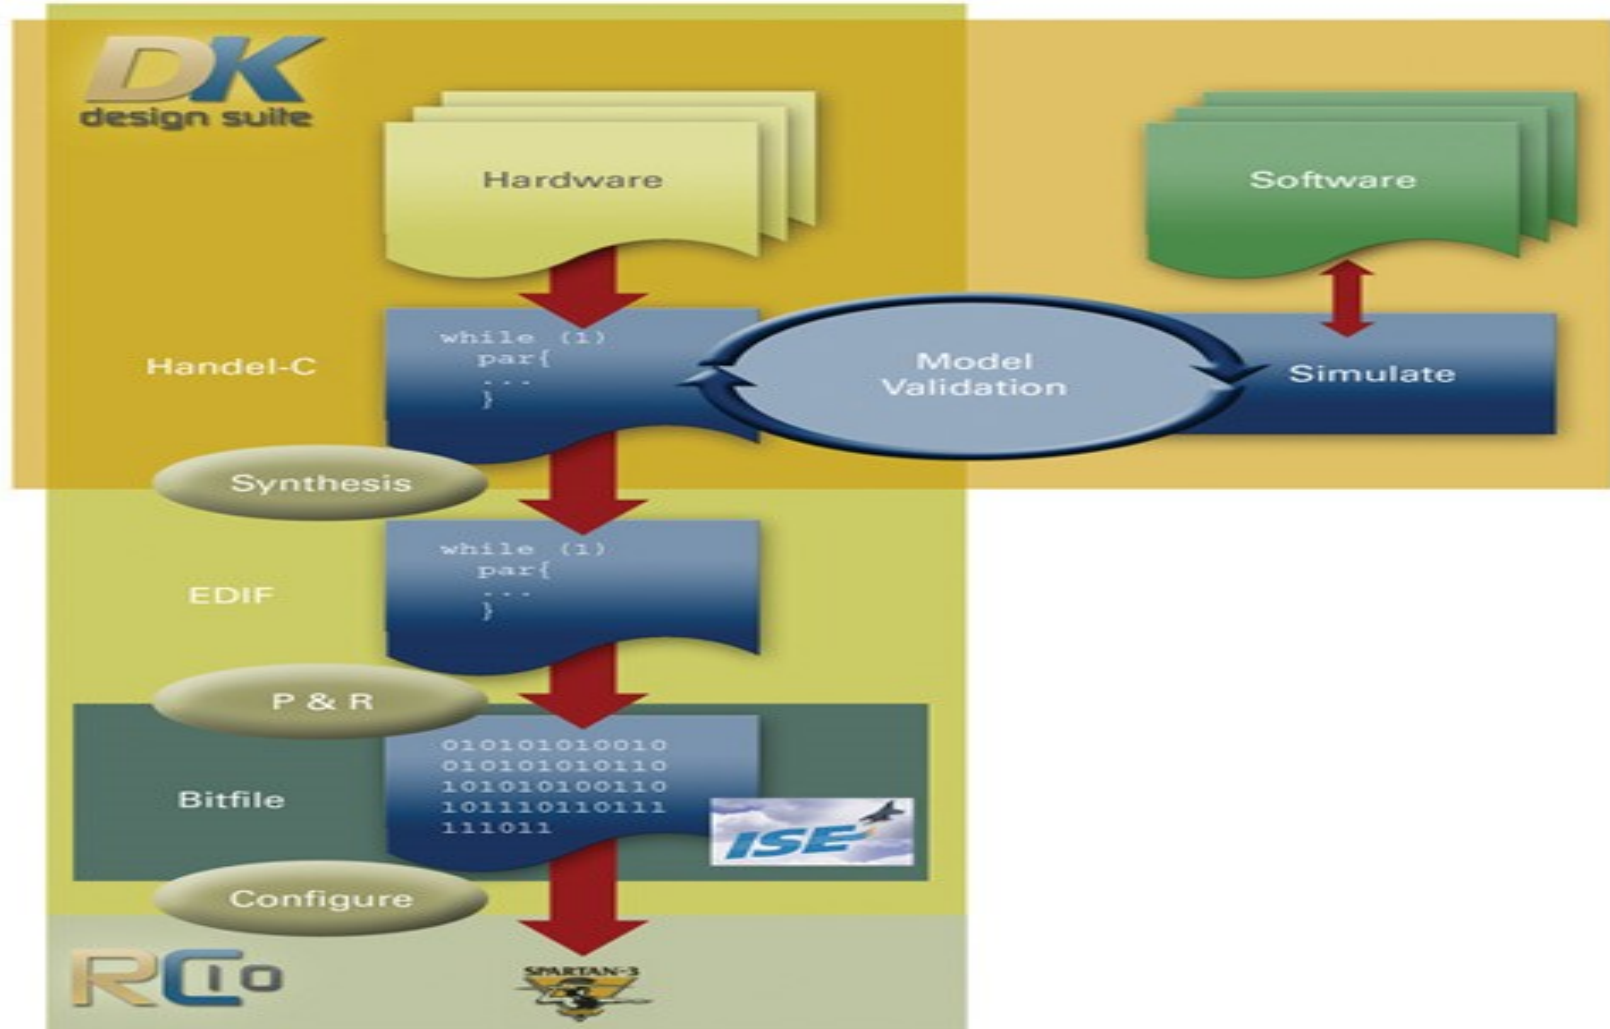 DK
design suite
Hardware
Software
Handel-C
while (1)
par{
...
}
Model
Validation
Simulate
Synthesis
EDIF
while (1)
par{
...
}
P & R
Bitfile
010101010010
010101010110
101010100110
101110110111
111011
ISE
Configure
RC10
SPARTAN-3